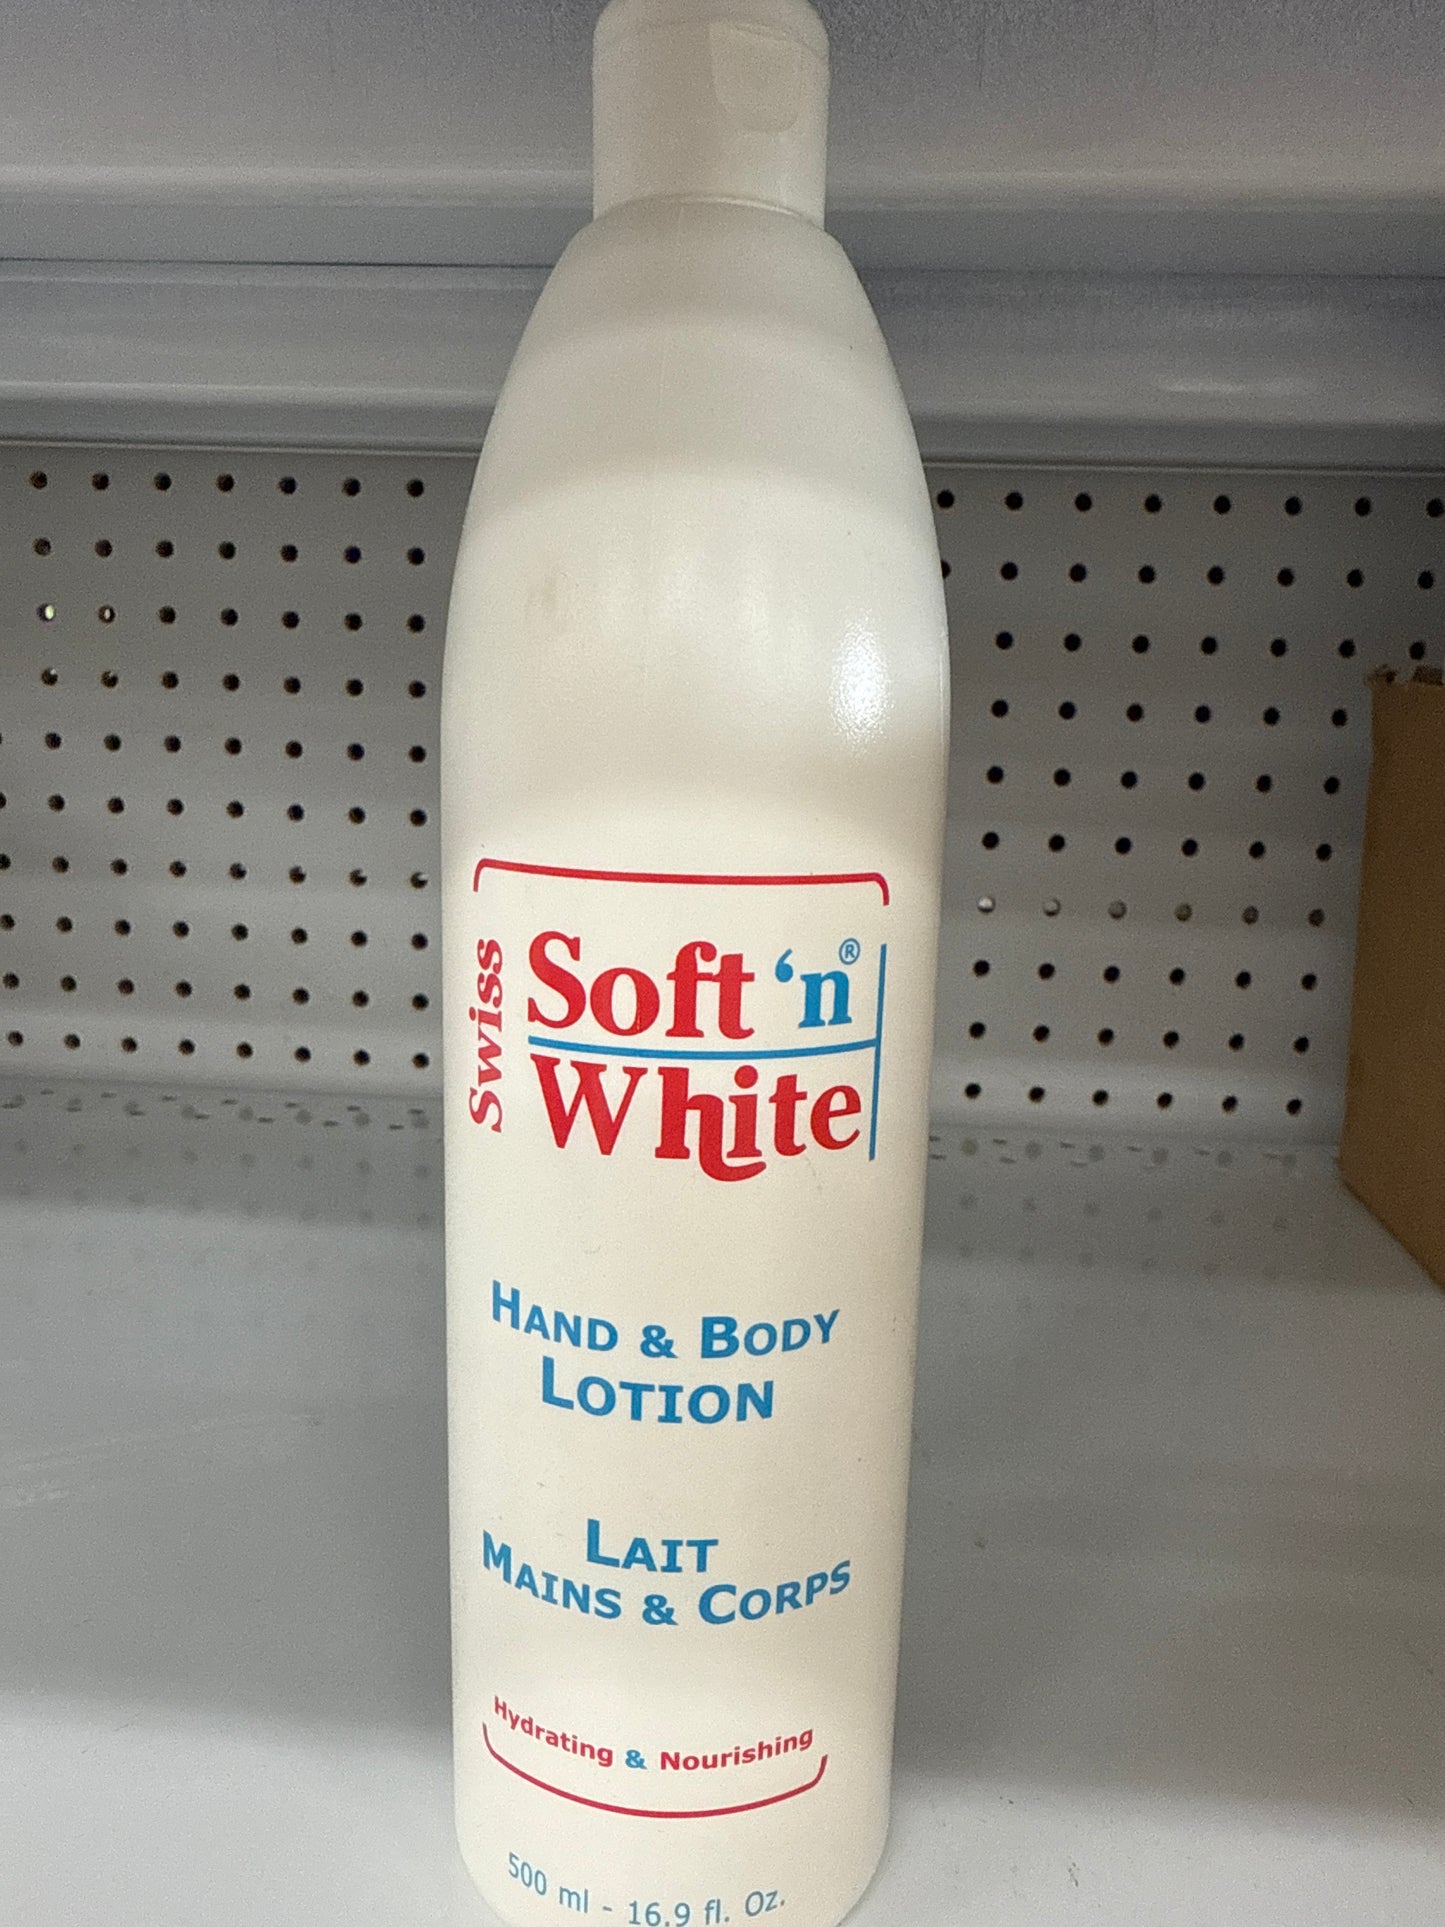 Swiss
Soft 'n®
White
HAND & BODY
LOTION
LAIT
MAINS & CORPS
Hydrating & Nourishing
500 ml - 16.9 fl. Oz.